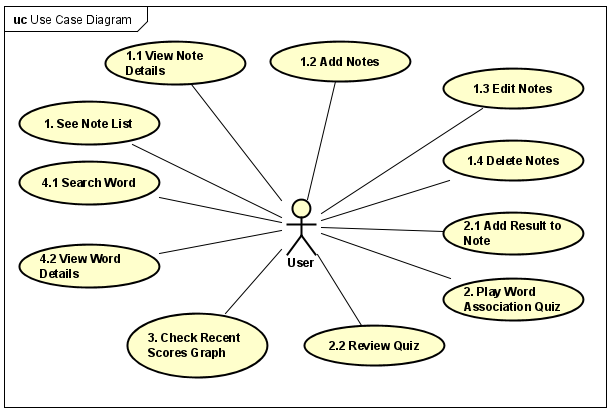 uc Use Case Diagram
1.1 View Note
Details
1.2 Add Notes
1.3 Edit Notes
1. See Note List
1.4 Delete Notes
4.1 Search Word
2.1 Add Result to
Note
User
4.2 View Word
Details
2. Play Word
Association Quiz
3. Check Recent
Scores Graph
2.2 Review Quiz